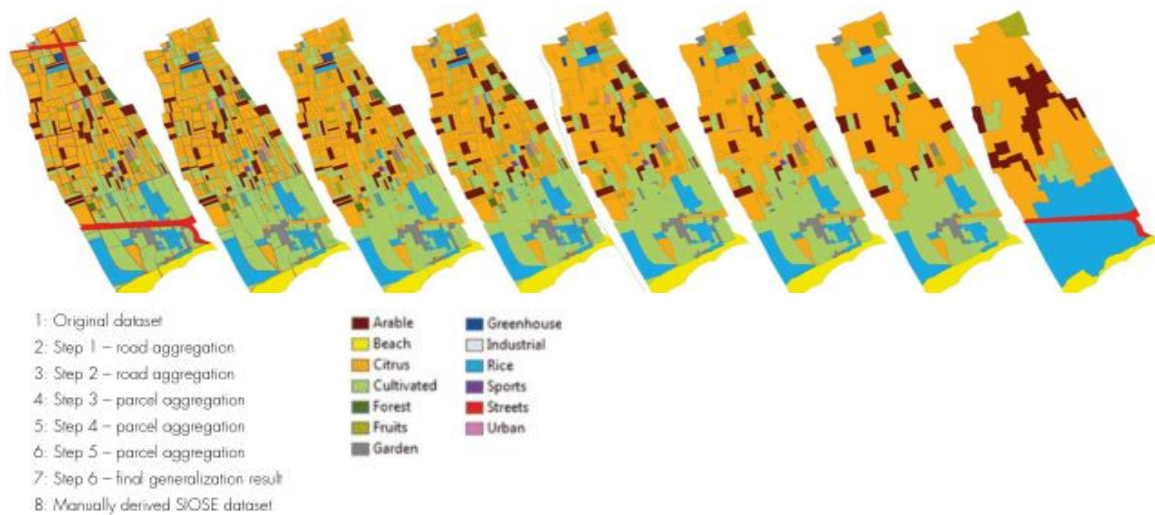 1: Original dataset
2: Step 1 – road aggregation
3: Step 2 – road aggregation
4: Step 3 – parcel aggregation
5: Step 4 – parcel aggregation
6: Step 5 – parcel aggregation
7: Step 6 – final generalization result
8: Manually derived SIOSE dataset
Arable
Beach
Citrus
Cultivated
Forest
Fruits
Garden
Greenhouse
Industrial
Rice
Sports
Streets
Urban